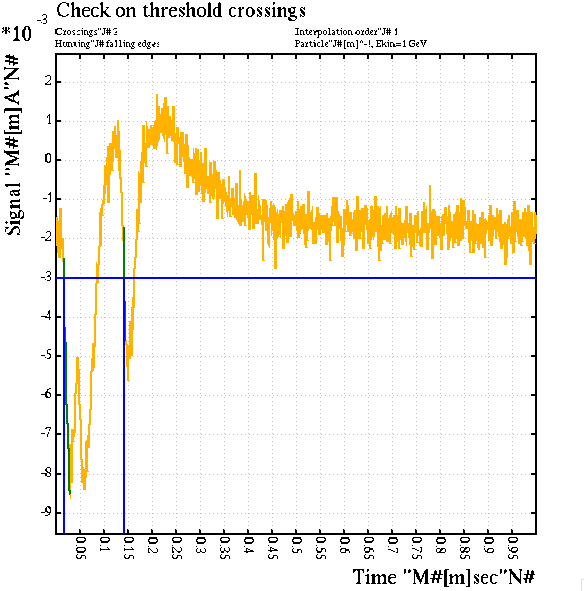 Check on threshold crossings
*10 -3
Crossings"J# 2
Interpolation order"J# 1
Hunting"J# falling edges
Particle"J#[m]^-!, Ekin=1 GeV
Signal "M#[m]A"N#
2
1
0
-1
-2
-3
-4
-5
-6
-7
-8
-9
0.05 0.1 0.15 0.2 0.25 0.3 0.35 0.4 0.45 0.5 0.55 0.6 0.65 0.7 0.75 0.8 0.85 0.9 0.95
Time "M#[m]sec"N#